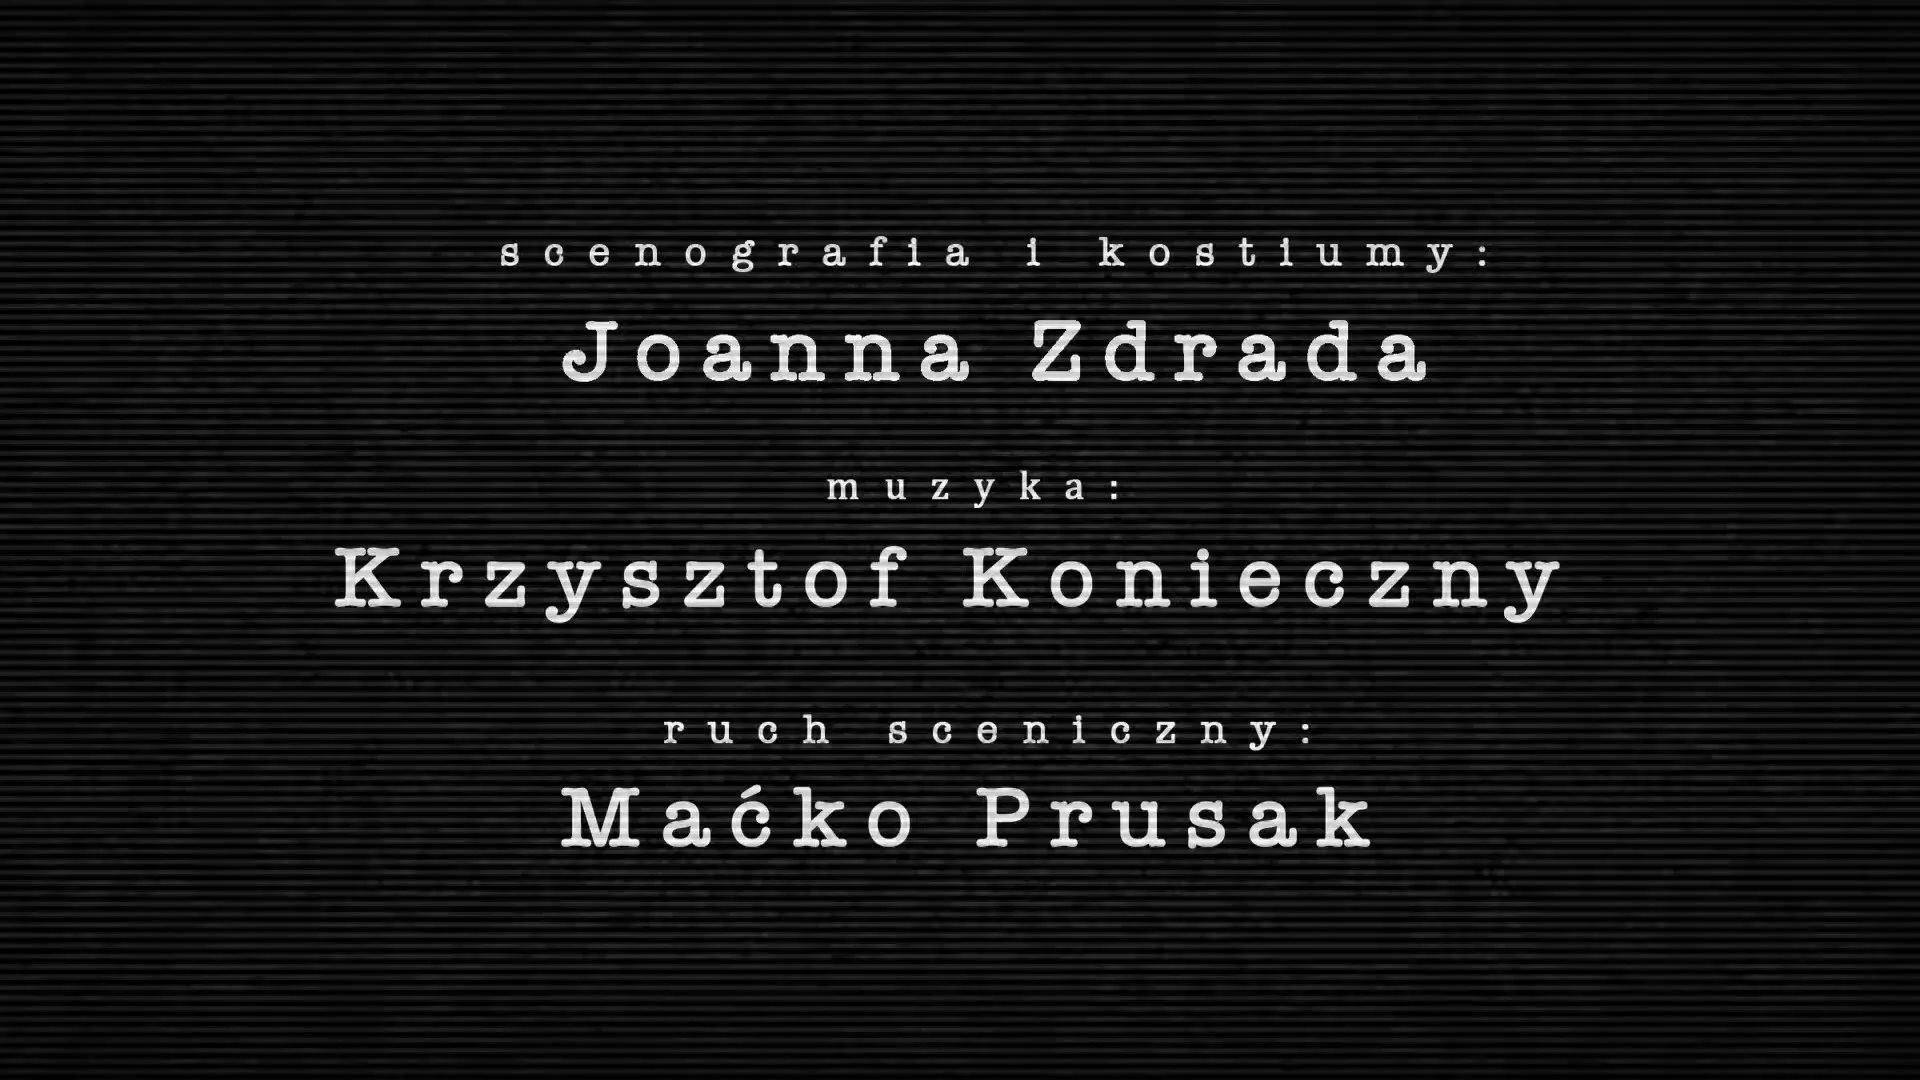 scenografia i kostiumy:
Joanna Zdrada
muzyka:
Krzysztof Konieczny
ruch sceniczny:
Maćko Prusak